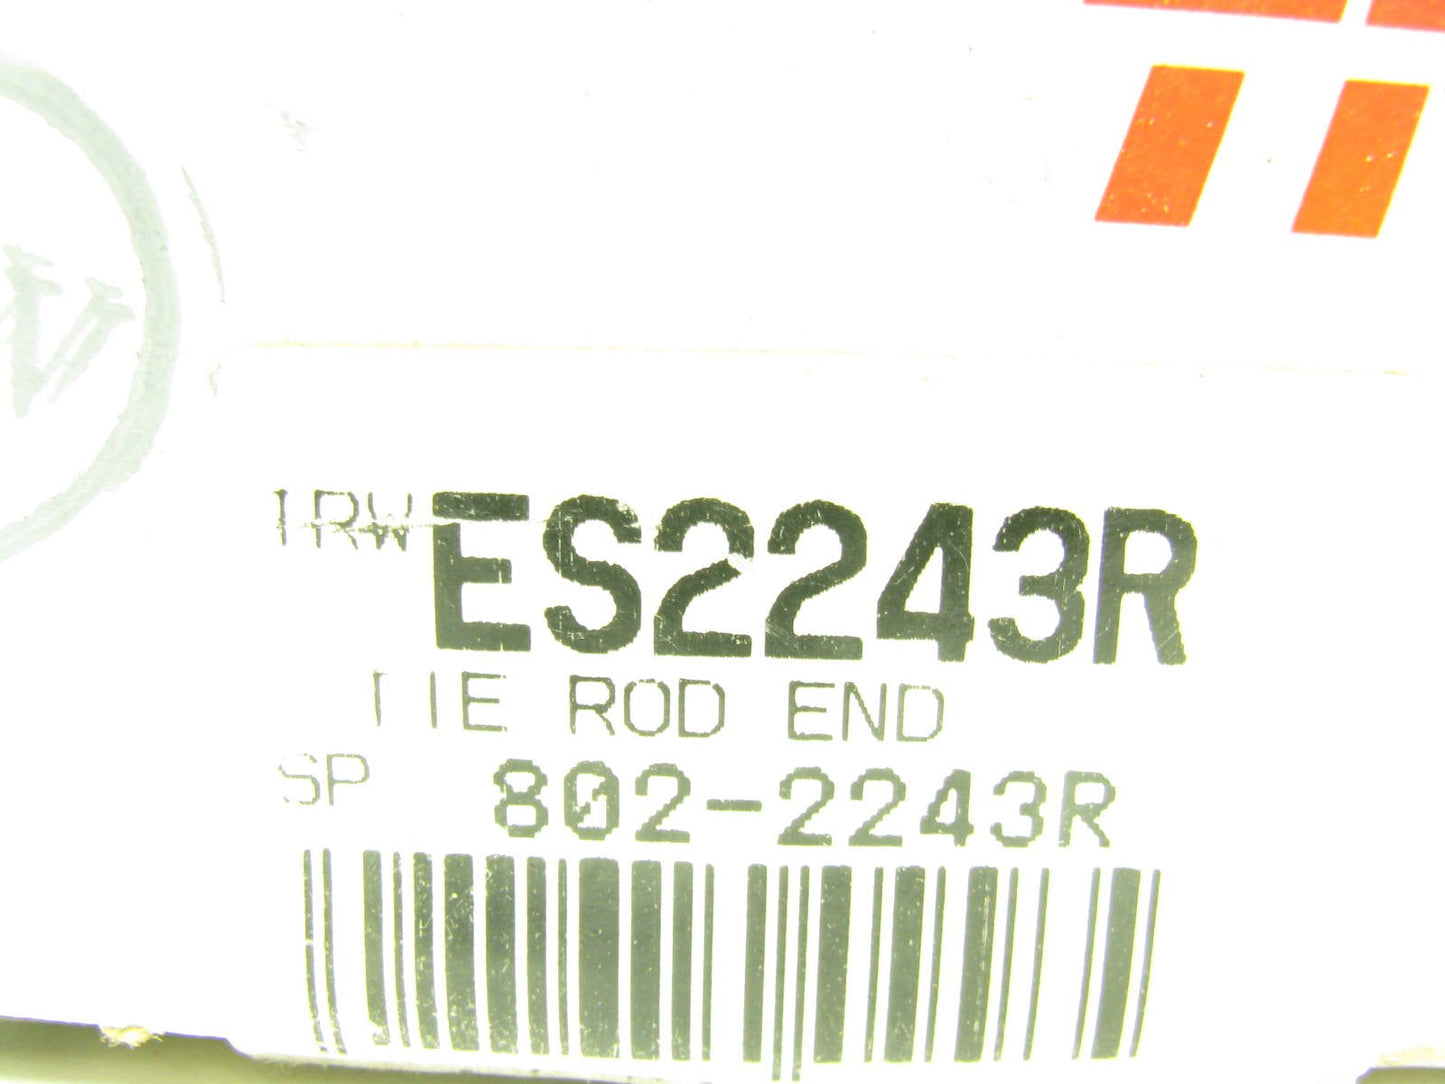 TRW ES2243R
TIE ROD END
SP 802-2243R